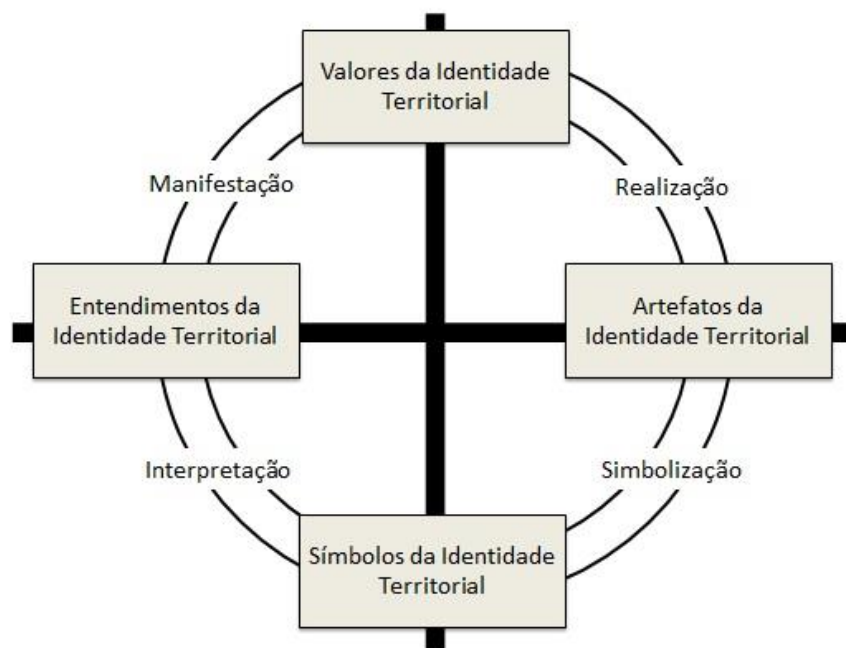 Valores da Identidade
Territorial
Manifestação
Realização
Entendimentos da
Identidade Territorial
Artefatos da
Identidade Territorial
Interpretação
Simbolização
Símbolos da Identidade
Territorial